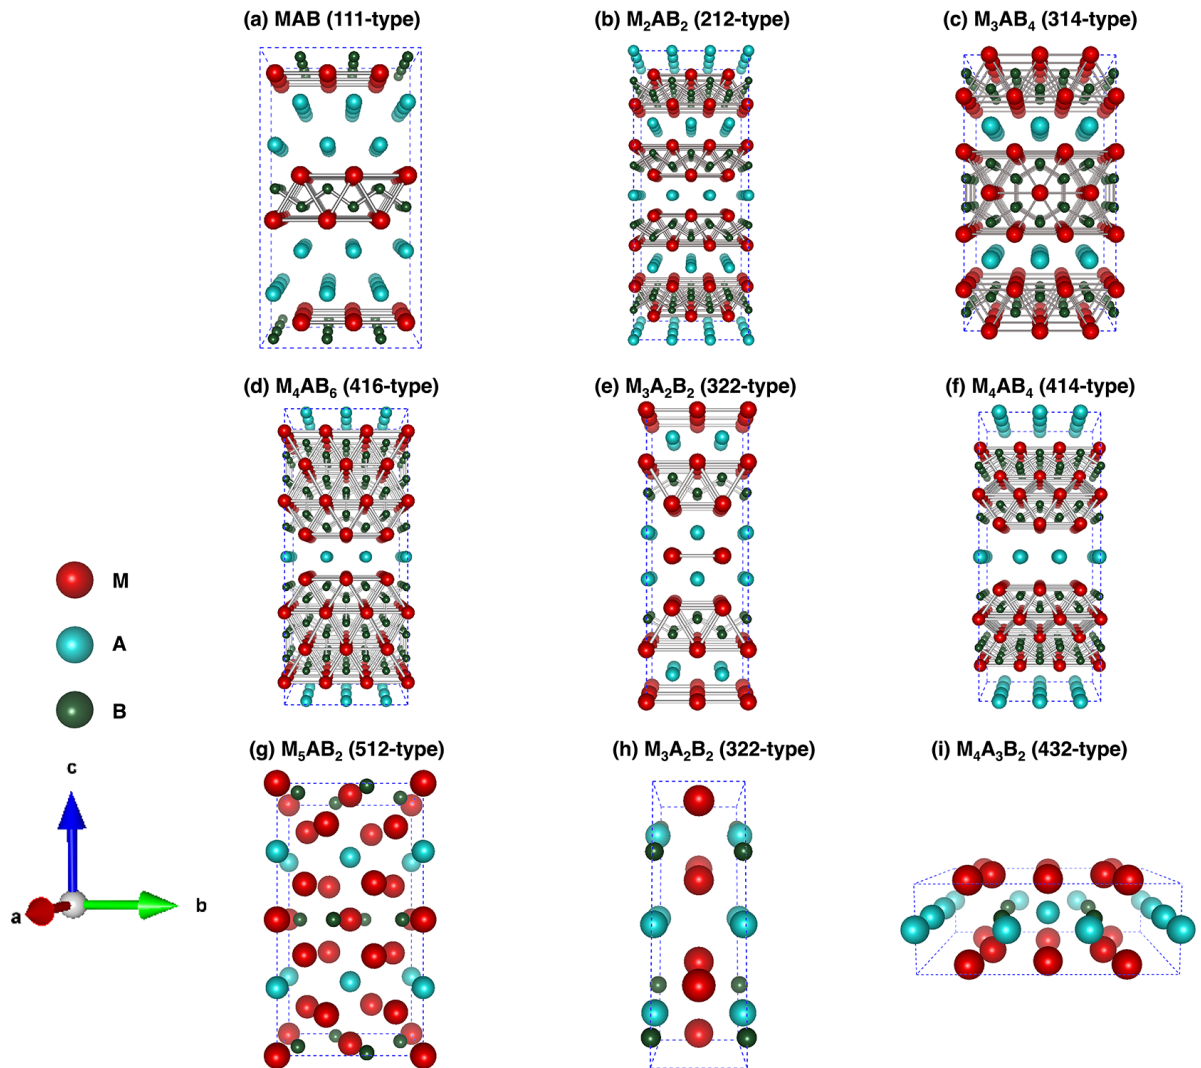 (a) MAB (111-type)
(b) M₂AB₂ (212-type)
(c) M₃AB₄ (314-type)
(d) M₄AB₆ (416-type)
(e) M₃A₂B₂ (322-type)
(f) M₄AB₄ (414-type)
M
A
B
(g) M₅AB₂ (512-type)
(h) M₃A₂B₂ (322-type)
(i) M₄A₃B₂ (432-type)
c
a
b